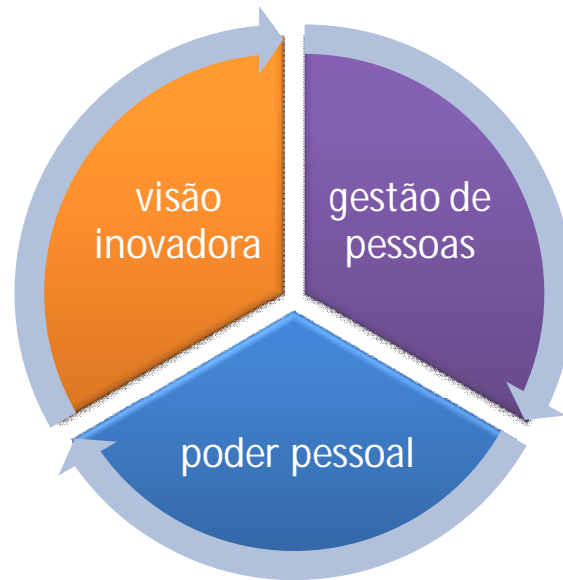 visão
inovadora
gestão de
pessoas
poder pessoal